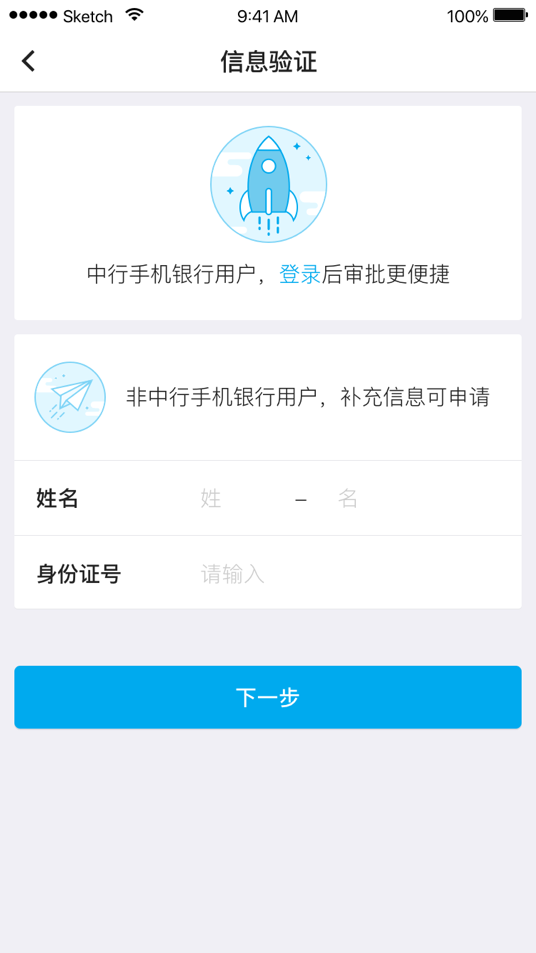 ●●●●● Sketch 9:41 AM 100%
信息验证
中行手机银行用户，登录后审批更便捷
非中行手机银行用户，补充信息可申请
姓名 姓 – 名
身份证号 请输入
下一步